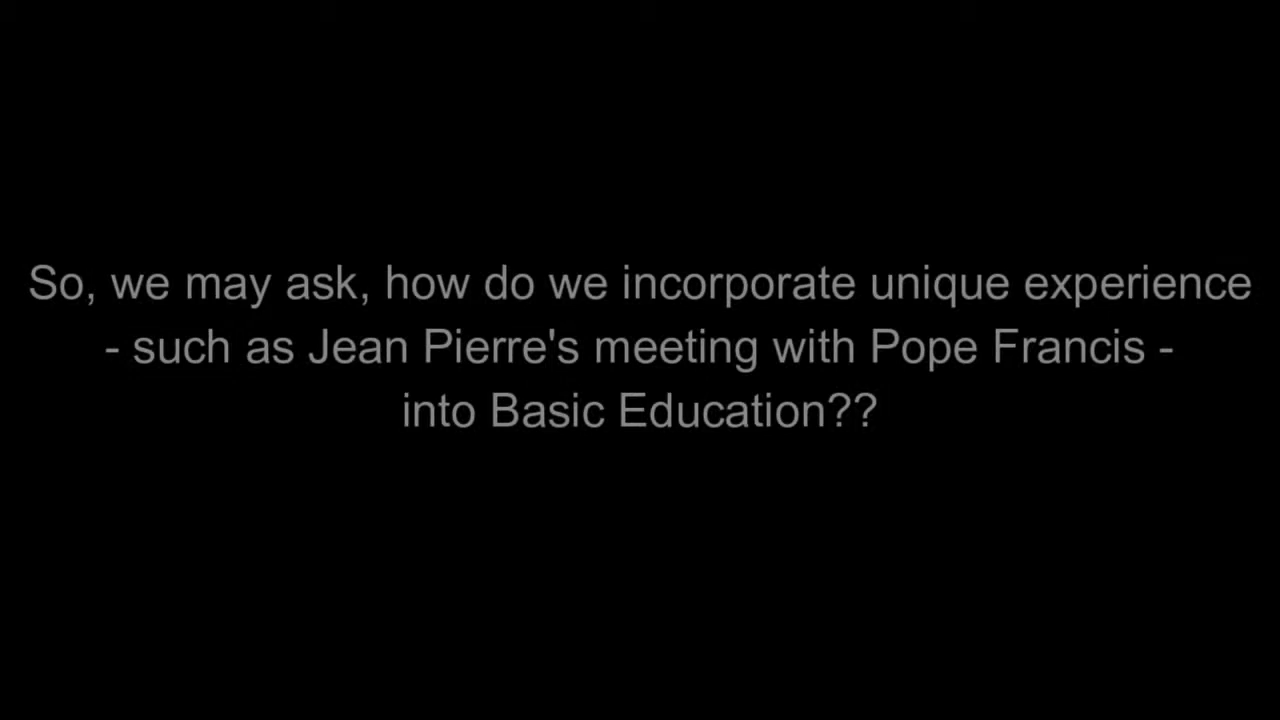 So, we may ask, how do we incorporate unique experience
- such as Jean Pierre's meeting with Pope Francis -
into Basic Education??